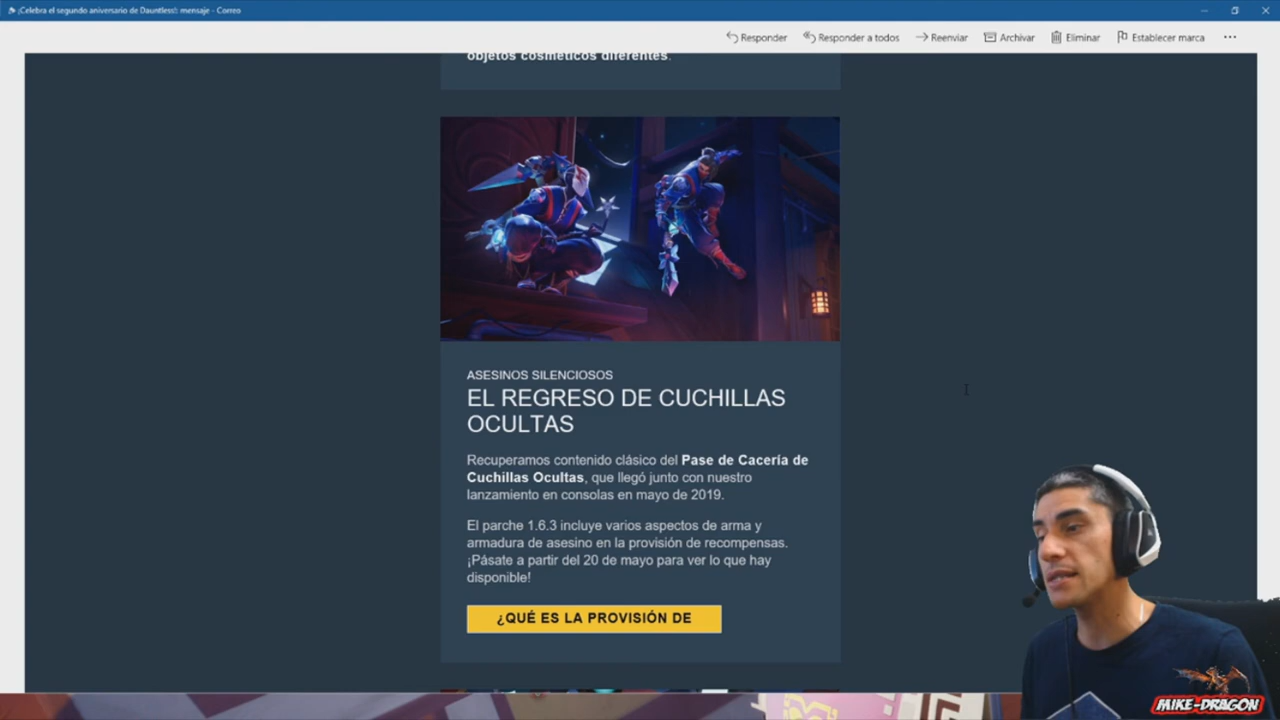 ¡Celebra el segundo aniversario de Dauntless!: mensaje - Correo
Responder
Responder a todos
Reenviar
Archivar
Eliminar
Establecer marca
objetos cosméticos diferentes.
ASESINOS SILENCIOSOS
EL REGRESO DE CUCHILLAS
OCULTAS
Recuperamos contenido clásico del Pase de Cacería de
Cuchillas Ocultas, que llegó junto con nuestro
lanzamiento en consolas en mayo de 2019.
El parche 1.6.3 incluye varios aspectos de arma y
armadura de asesino en la provisión de recompensas.
¡Pásate a partir del 20 de mayo para ver lo que hay
disponible!
¿QUÉ ES LA PROVISIÓN DE
MIKE-DRAGON